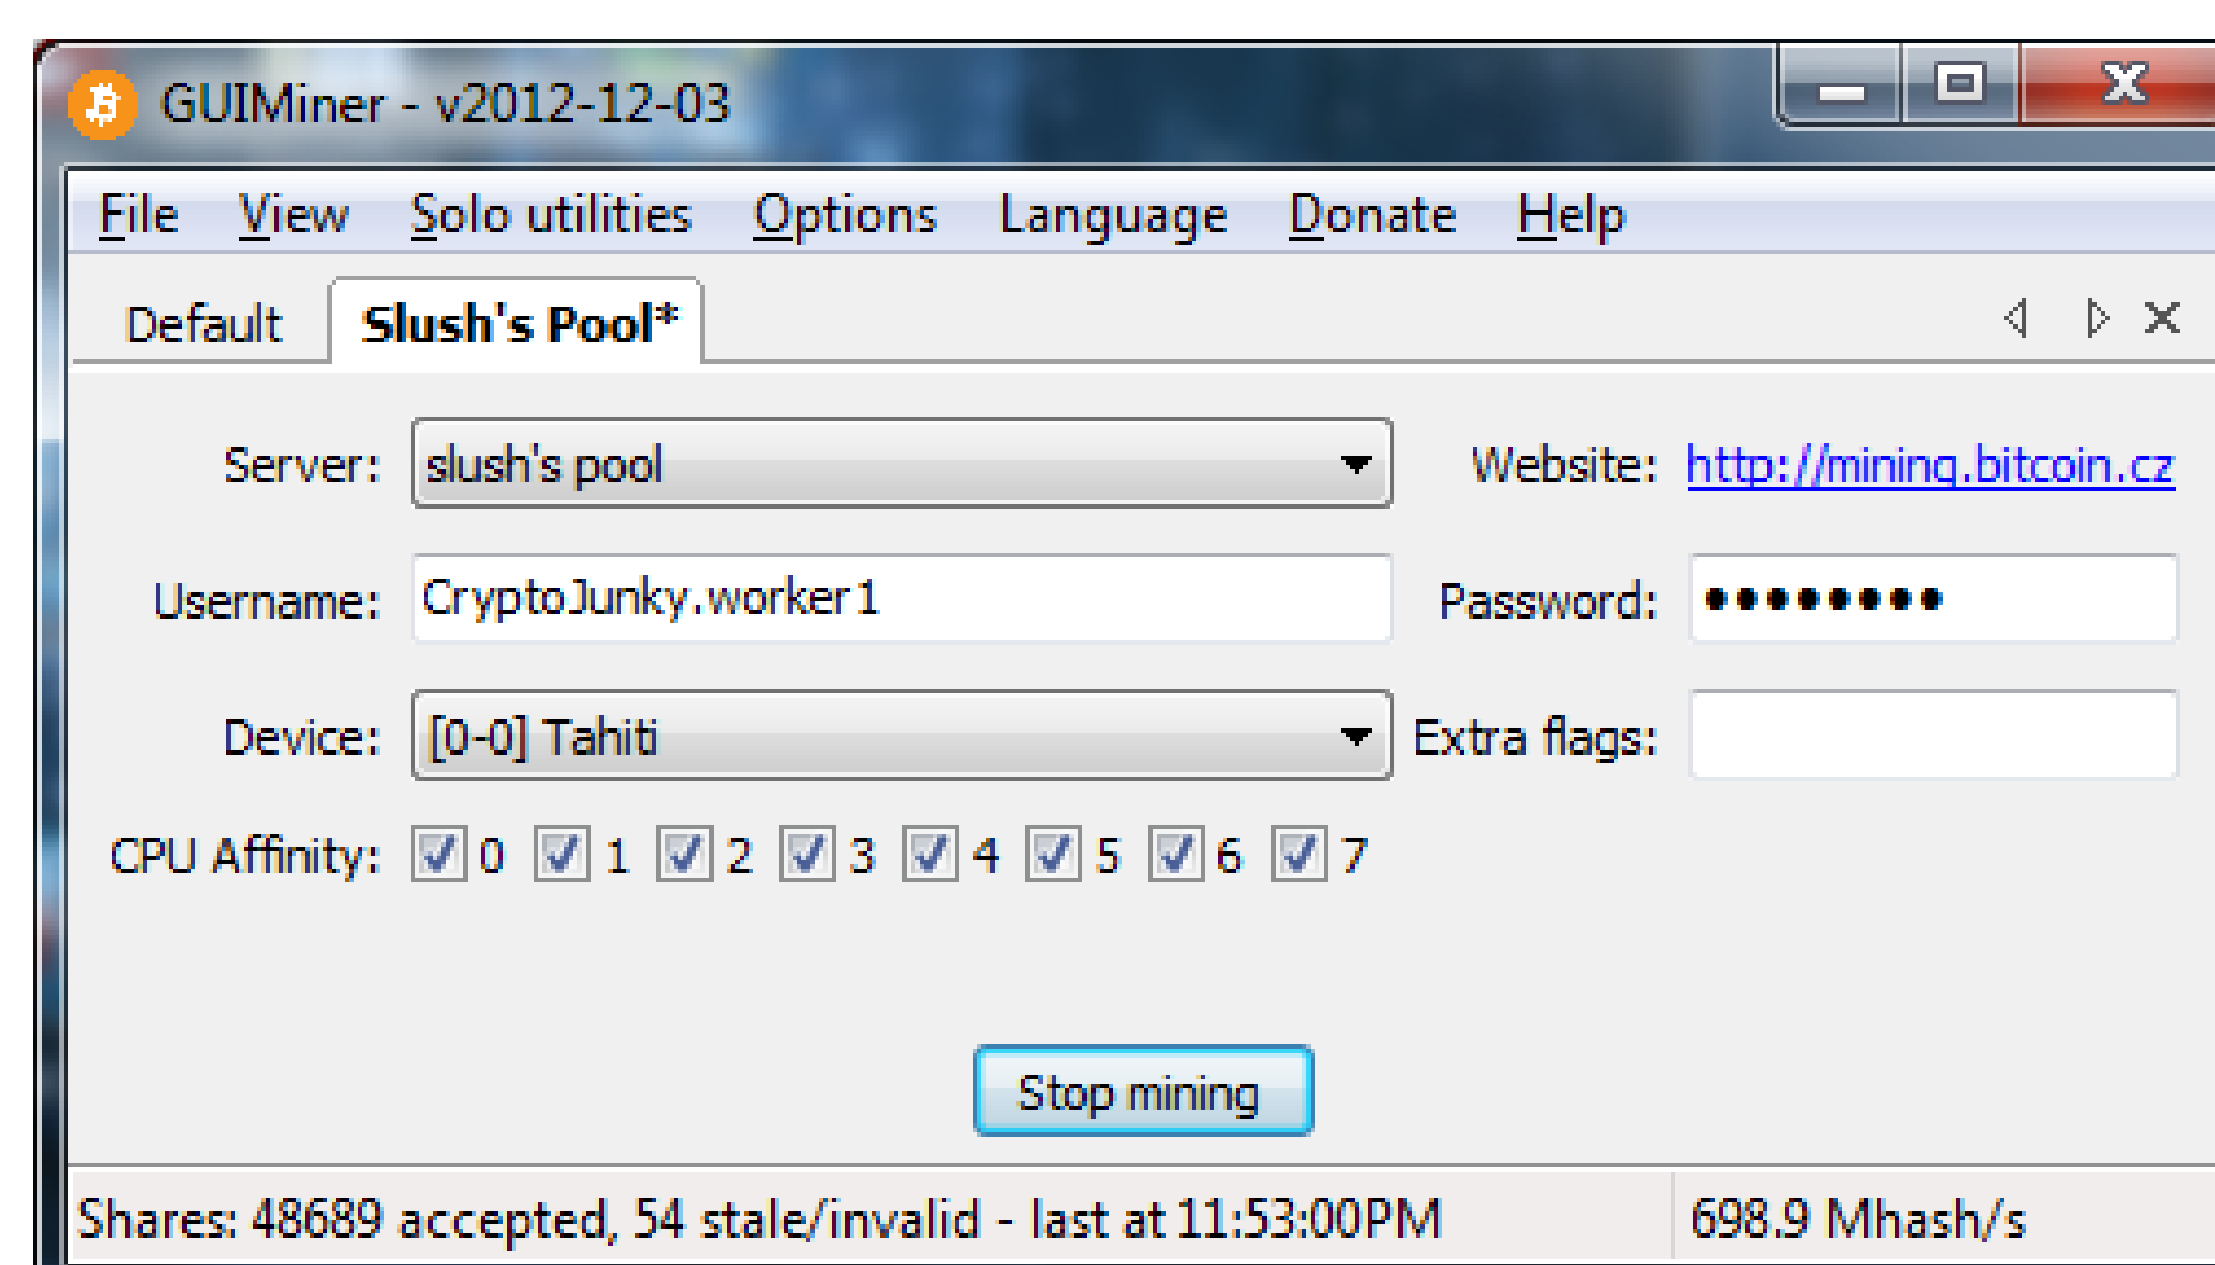 GUIMiner - v2012-12-03
File View Solo utilities Options Language Donate Help
Default Slush's Pool*
Server: slush's pool Website: http://mining.bitcoin.cz
Username: CryptoJunky.worker1 Password: ••••••••
Device: [0-0] Tahiti Extra flags:
CPU Affinity: 0 1 2 3 4 5 6 7
Stop mining
Shares: 48689 accepted, 54 stale/invalid - last at 11:53:00PM 698.9 Mhash/s